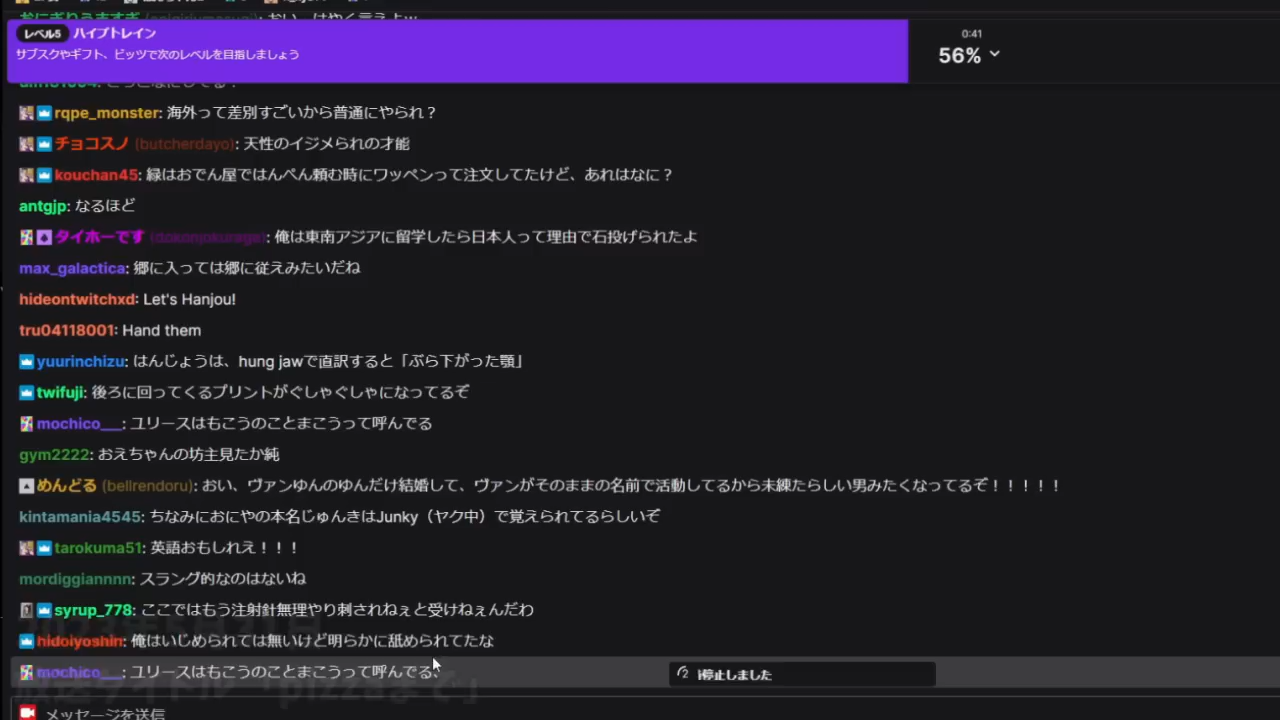 レベル5 ハイプトレイン
サブスクやギフト、ビッツで次のレベルを目指しましょう
0:41
56%
rqpe_monster: 海外って差別すごいから普通にやられ？
チョコスノ (butcherdayo): 天性のイジメられの才能
kouchan45: 緑はおでん屋ではんぺん頼む時にワッペンって注文してたけど、あれはなに？
antgjp: なるほど
タイホーです (dokonjokurage): 俺は東南アジアに留学したら日本人って理由で石投げられたよ
max_galactica: 郷に入っては郷に従えみたいだね
hideontwitchxd: Let's Hanjou!
tru04118001: Hand them
yuurinchizu: はんじょうは、hung jawで直訳すると「ぶら下がった顎」
twifuji: 後ろに回ってくるプリントがぐしゃぐしゃになってるぞ
mochico__: ユリースはもこうのことまこうって呼んでる
gym2222: おえちゃんの坊主見たか純
めんどる (bellrendoru): おい、ヴァンゆんのゆんだけ結婚して、ヴァンがそのままの名前で活動してるから未練たらしい男みたくなってるぞ！！！！！
kintamania4545: ちなみにおにやの本名じゅんきはJunky（ヤク中）で覚えられてるらしいぞ
tarokuma51: 英語おもしれえ！！！
mordiggiannnn: スラング的なのはないね
syrup_778: ここではもう注射針無理やり刺されねぇと受けねぇんだわ
hidoiyoshin: 俺はいじめられては無いけど明らかに舐められてたな
mochico__: ユリースはもこうのことまこうって呼んでる
停止しました
放送タイトル「pizzaまで」
メッセージを送信